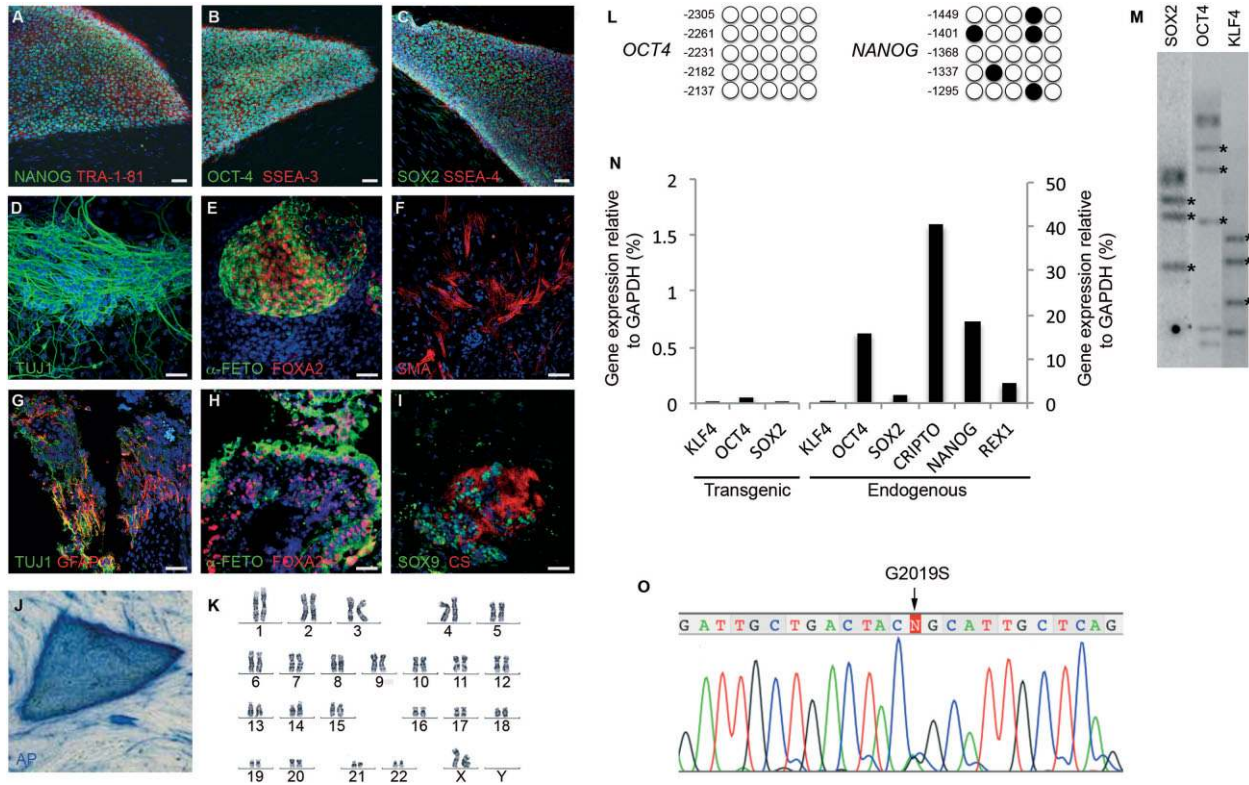 A
B
C
NANOG TRA-1-81
OCT-4 SSEA-3
SOX2 SSEA-4
D
E
F
TUJ1
α-FETO FOXA2
SMA
G
H
I
TUJ1 GFAP
α-FETO FOXA2
SOX9 CS
J
AP
K
1 2 3 4 5
6 7 8 9 10 11 12
13 14 15 16 17 18
19 20 21 22 X Y
L
OCT4
-2305
-2261
-2231
-2182
-2137
NANOG
-1449
-1401
-1368
-1337
-1295
M
SOX2
OCT4
KLF4
* * * * * * * * *
N
Gene expression relative
to GAPDH (%)
2
1.5
1
0.5
0
50
40
30
20
10
0
Gene expression relative
to GAPDH (%)
KLF4
OCT4
SOX2
KLF4
OCT4
SOX2
CRIPTO
NANOG
REX1
Transgenic
Endogenous
O
G2019S
G A T T G C T G A C T A C N G C A T T G C T C A G